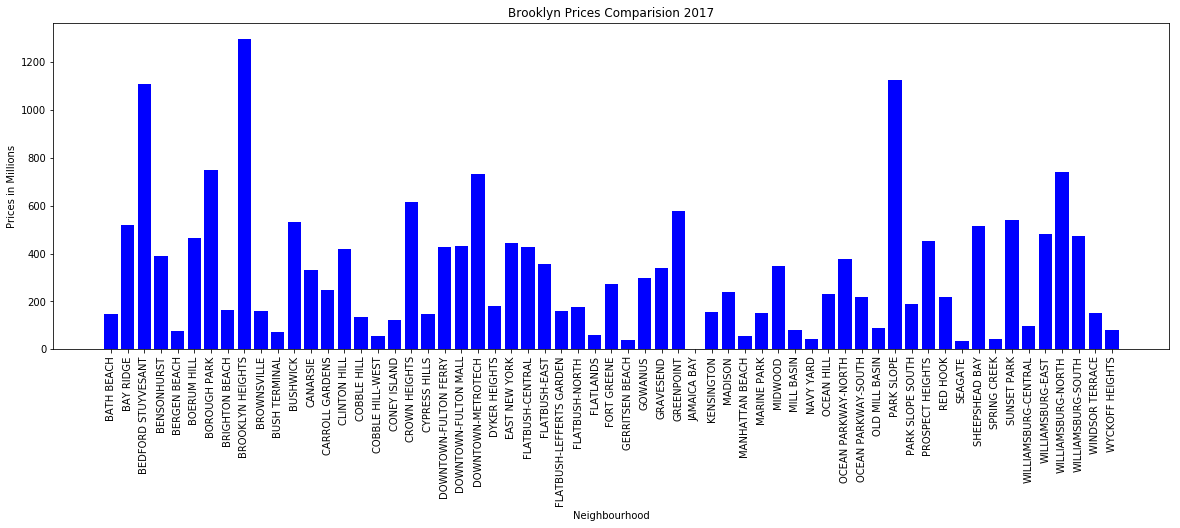 Brooklyn Prices Comparision 2017
Prices in Millions
1200
1000
800
600
400
200
0
BATH BEACH
BAY RIDGE
BEDFORD STUYVESANT
BENSONHURST
BERGEN BEACH
BOERUM HILL
BOROUGH PARK
BRIGHTON BEACH
BROOKLYN HEIGHTS
BROWNSVILLE
BUSH TERMINAL
BUSHWICK
CANARSIE
CARROLL GARDENS
CLINTON HILL
COBBLE HILL
COBBLE HILL-WEST
CONEY ISLAND
CROWN HEIGHTS
CYPRESS HILLS
DOWNTOWN-FULTON FERRY
DOWNTOWN-FULTON MALL
DOWNTOWN-METROTECH
DYKER HEIGHTS
EAST NEW YORK
FLATBUSH-CENTRAL
FLATBUSH-EAST
FLATBUSH-LEFFERTS GARDEN
FLATBUSH-NORTH
FLATLANDS
FORT GREENE
GERRITSEN BEACH
GOWANUS
GRAVESEND
GREENPOINT
JAMAICA BAY
KENSINGTON
MADISON
MANHATTAN BEACH
MARINE PARK
MIDWOOD
MILL BASIN
NAVY YARD
OCEAN HILL
OCEAN PARKWAY-NORTH
OCEAN PARKWAY-SOUTH
OLD MILL BASIN
PARK SLOPE
PARK SLOPE SOUTH
PROSPECT HEIGHTS
RED HOOK
SEAGATE
SHEEPSHEAD BAY
SPRING CREEK
SUNSET PARK
WILLIAMSBURG-CENTRAL
WILLIAMSBURG-EAST
WILLIAMSBURG-NORTH
WILLIAMSBURG-SOUTH
WINDSOR TERRACE
WYCKOFF HEIGHTS
Neighbourhood